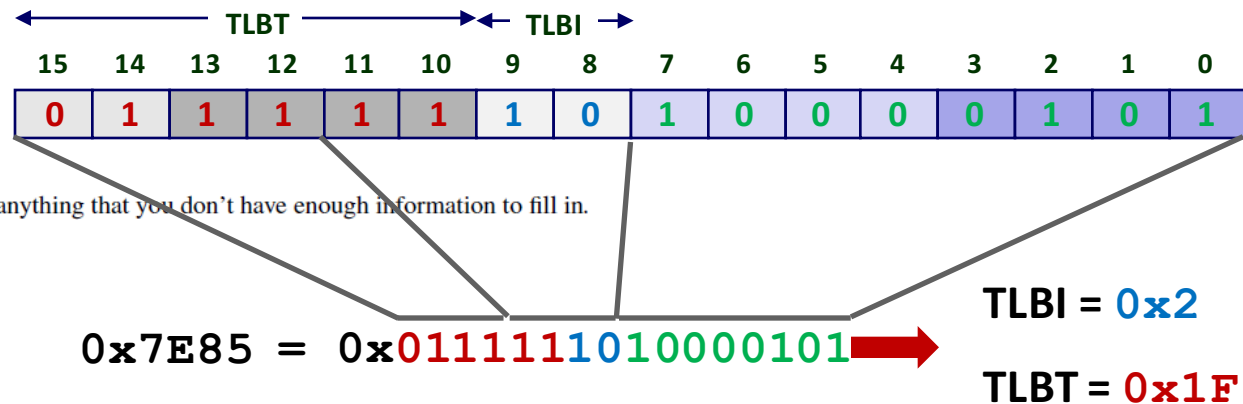 TLBT TLBI
15 14 13 12 11 10 9 8 7 6 5 4 3 2 1 0
0 1 1 1 1 1 1 0 1 0 0 0 0 1 0 1
anything that you don't have enough information to fill in.
TLBI = 0x2
0x7E85 = 0x0111111010000101
TLBT = 0x1F